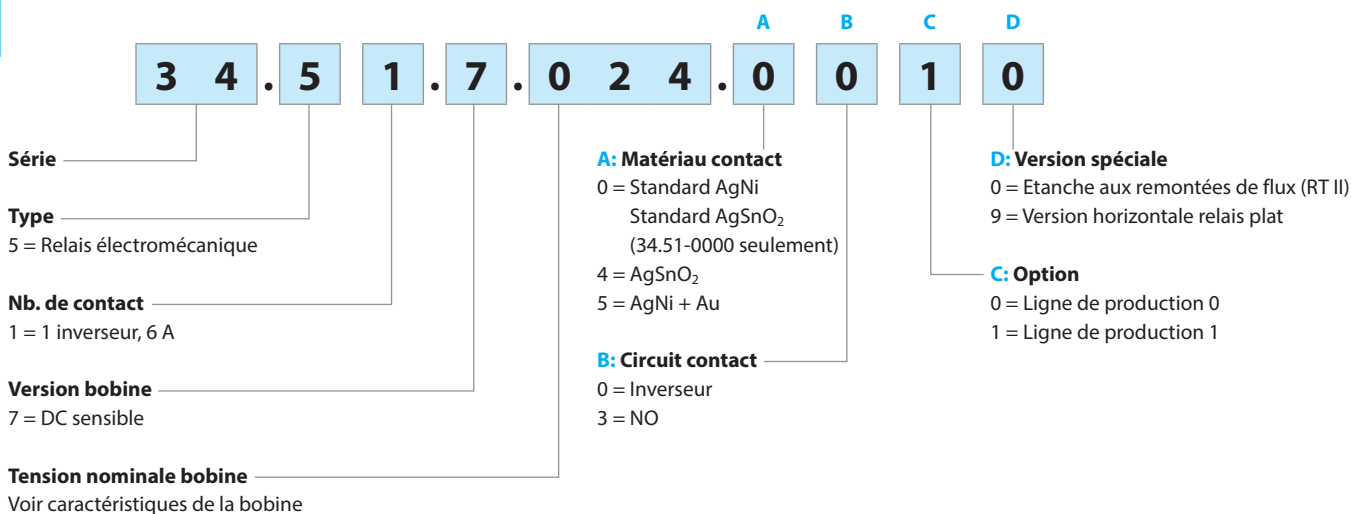 A B C D
3 4 . 5 1 . 7 . 0 2 4 . 0 0 1 0
Série
Type
5 = Relais électromécanique
Nb. de contact
1 = 1 inverseur, 6 A
Version bobine
7 = DC sensible
Tension nominale bobine
Voir caractéristiques de la bobine
A: Matériau contact
0 = Standard AgNi
Standard AgSnO₂
(34.51-0000 seulement)
4 = AgSnO₂
5 = AgNi + Au
B: Circuit contact
0 = Inverseur
3 = NO
D: Version spéciale
0 = Etanche aux remontées de flux (RT II)
9 = Version horizontale relais plat
C: Option
0 = Ligne de production 0
1 = Ligne de production 1